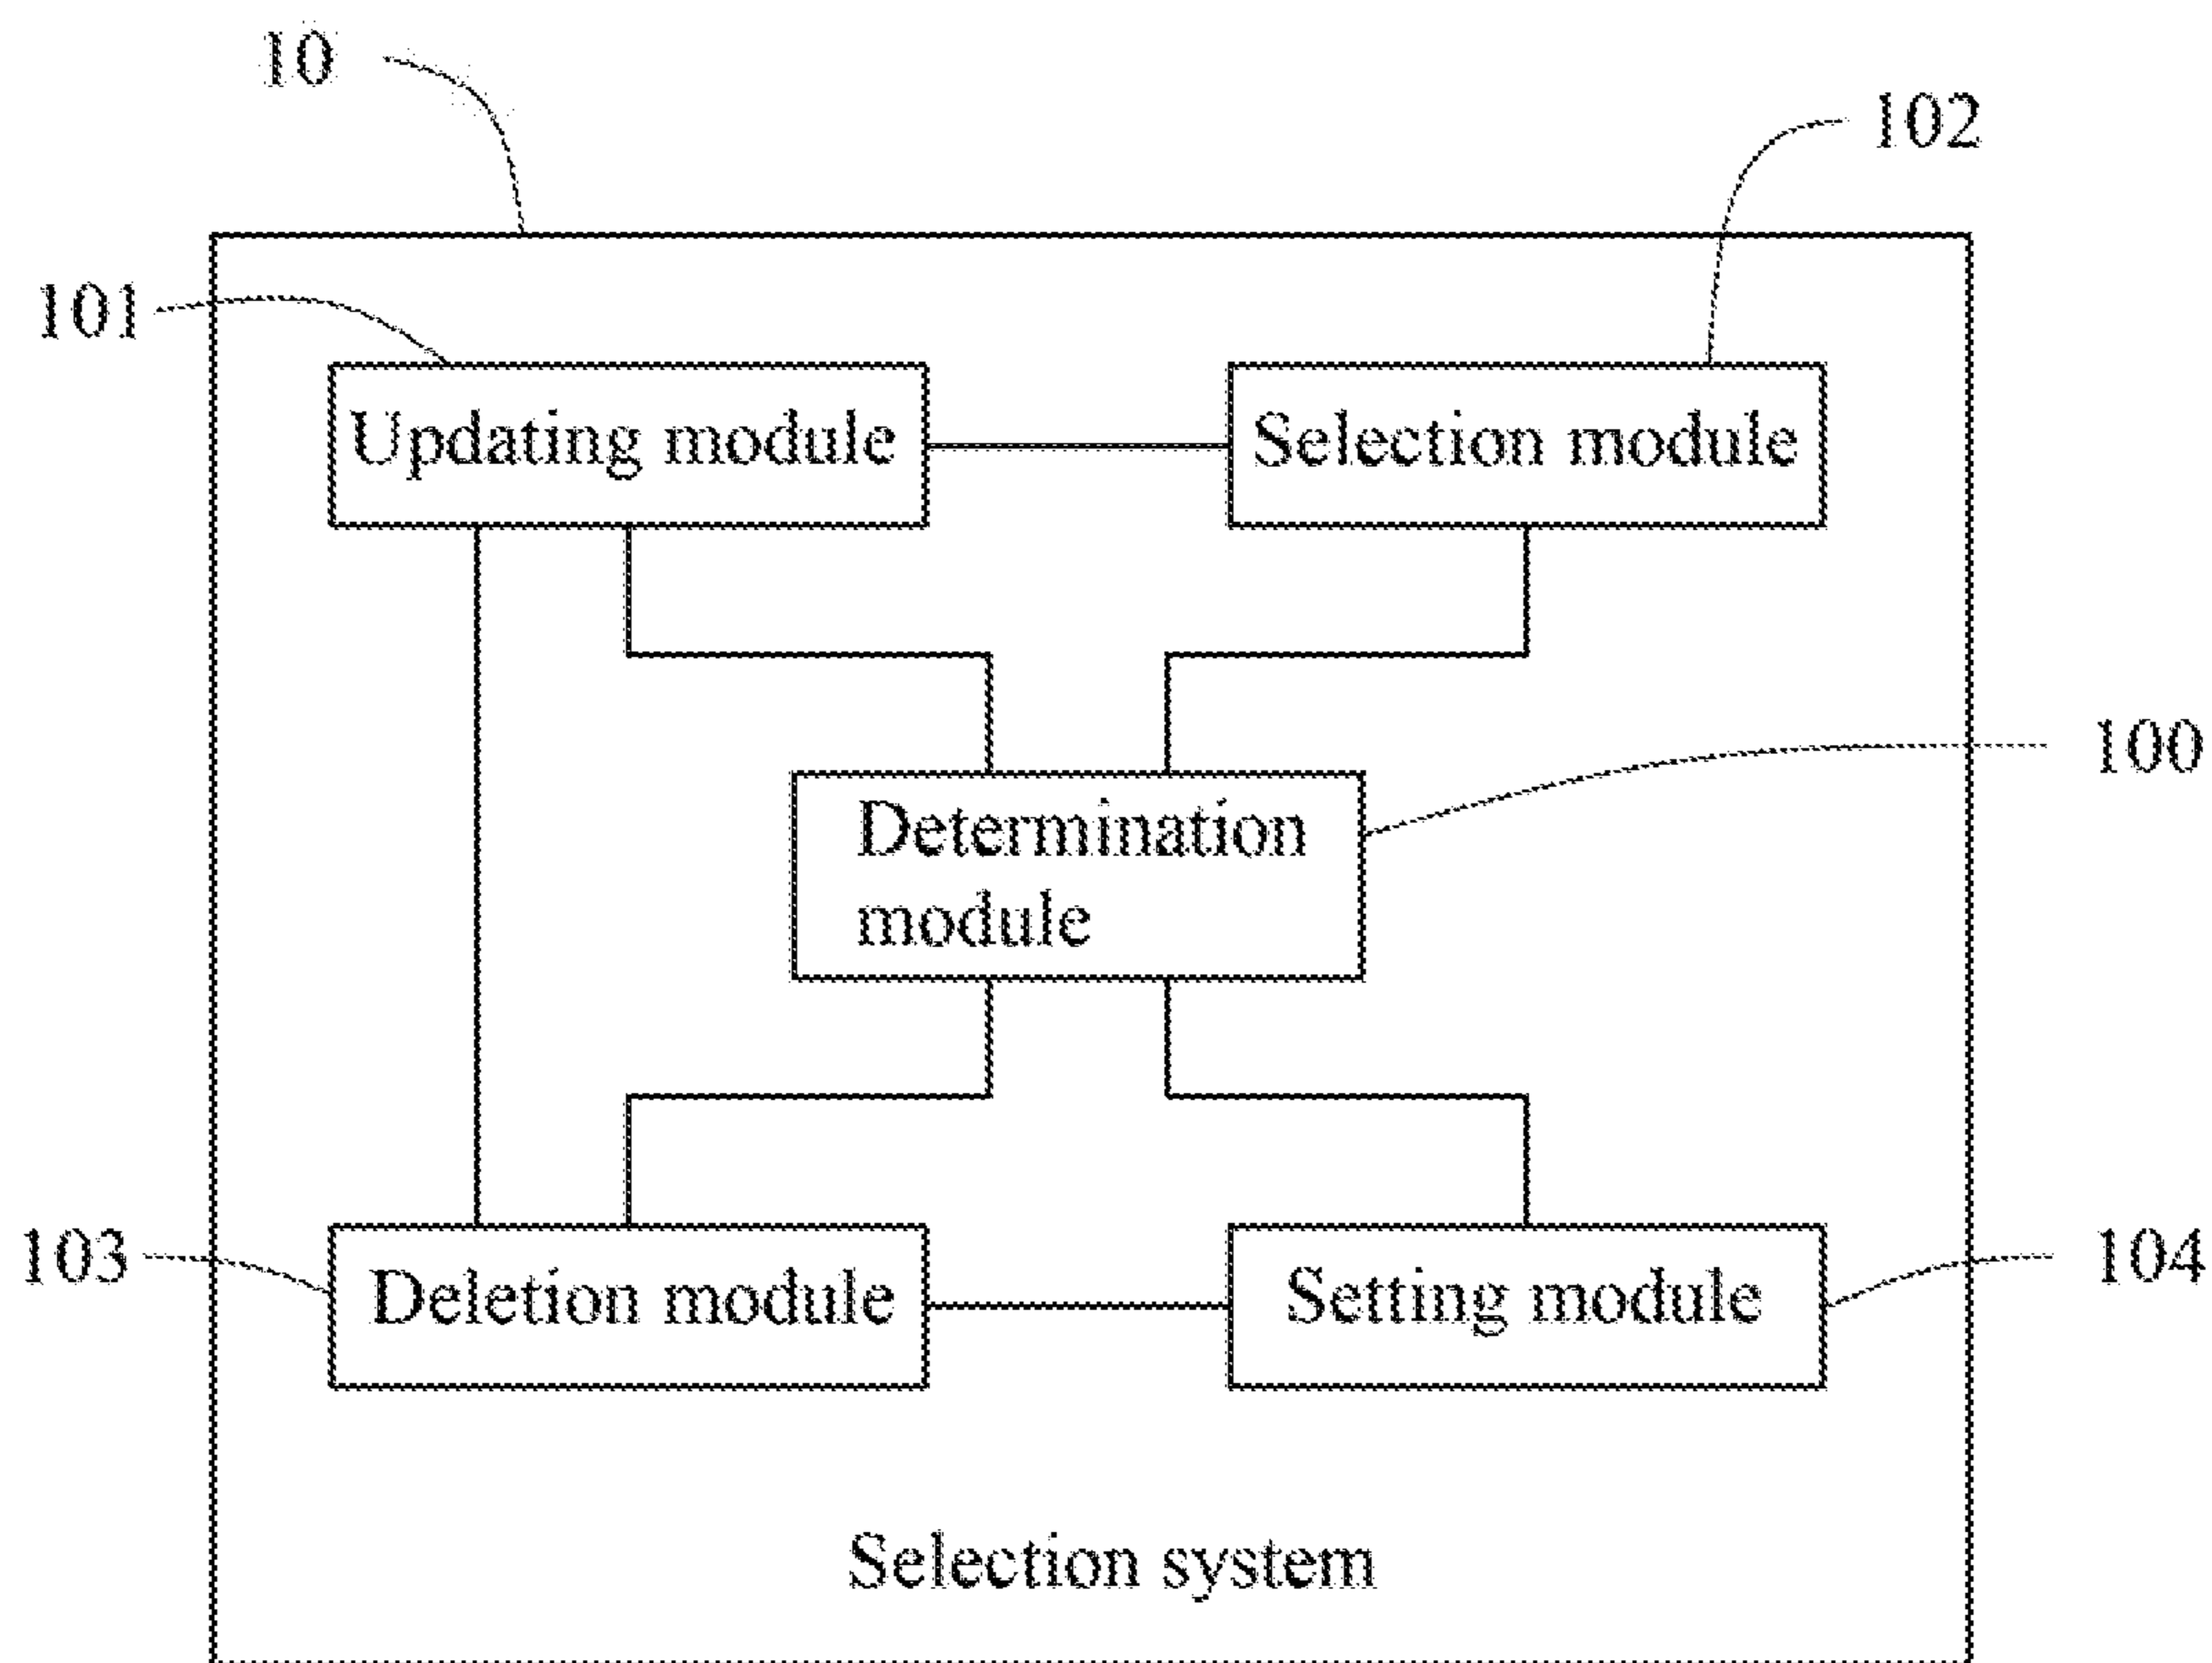 10
102
101
Updating module
Selection module
100
Determination
module
103
Deletion module
Setting module
104
Selection system